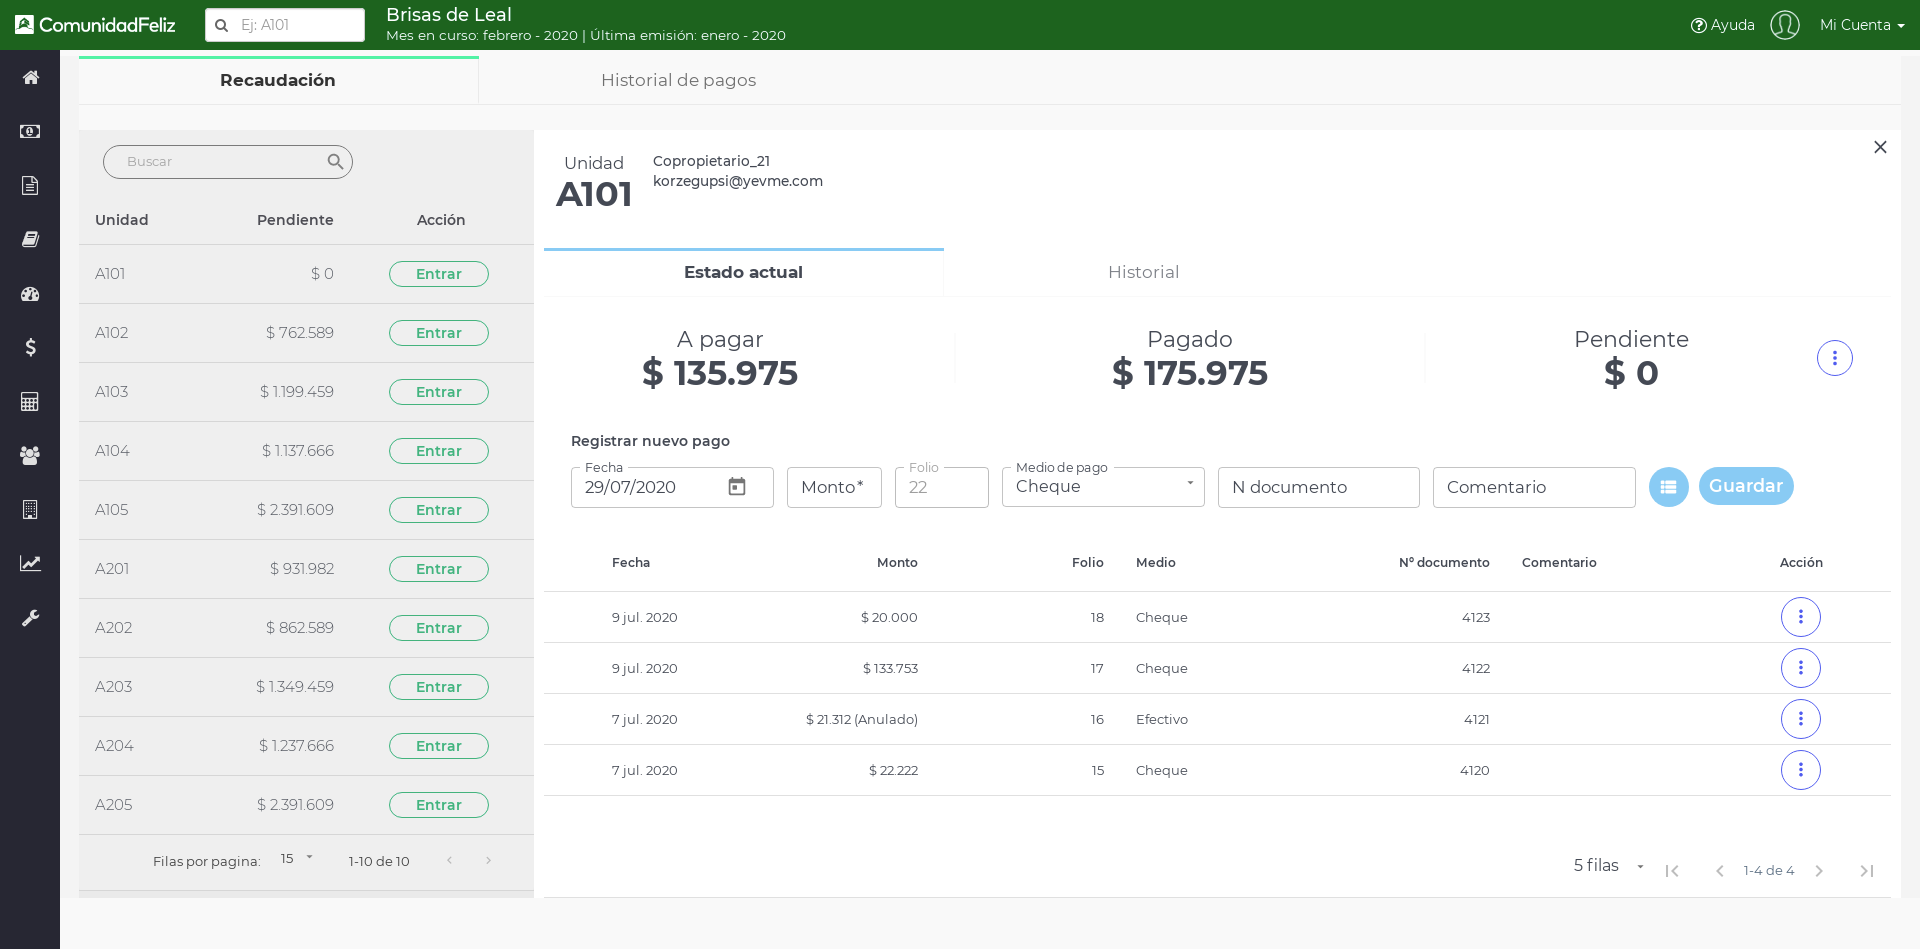 ComunidadFeliz
Ej: A101
Brisas de Leal
Mes en curso: febrero - 2020 | Última emisión: enero - 2020
Ayuda
Mi Cuenta
Recaudación
Historial de pagos
Buscar
Unidad Pendiente Acción
A101 $ 0 Entrar
A102 $ 762.589 Entrar
A103 $ 1.199.459 Entrar
A104 $ 1.137.666 Entrar
A105 $ 2.391.609 Entrar
A201 $ 931.982 Entrar
A202 $ 862.589 Entrar
A203 $ 1.349.459 Entrar
A204 $ 1.237.666 Entrar
A205 $ 2.391.609 Entrar
Filas por pagina: 15 1-10 de 10
Unidad
A101
Copropietario_21
korzegupsi@yevme.com
Estado actual
Historial
A pagar
$ 135.975
Pagado
$ 175.975
Pendiente
$ 0
Registrar nuevo pago
Fecha
29/07/2020
Monto*
Folio
22
Medio de pago
Cheque
N documento
Comentario
Guardar
Fecha Monto Folio Medio Nº documento Comentario Acción
9 jul. 2020 $ 20.000 18 Cheque 4123
9 jul. 2020 $ 133.753 17 Cheque 4122
7 jul. 2020 $ 21.312 (Anulado) 16 Efectivo 4121
7 jul. 2020 $ 22.222 15 Cheque 4120
5 filas 1-4 de 4